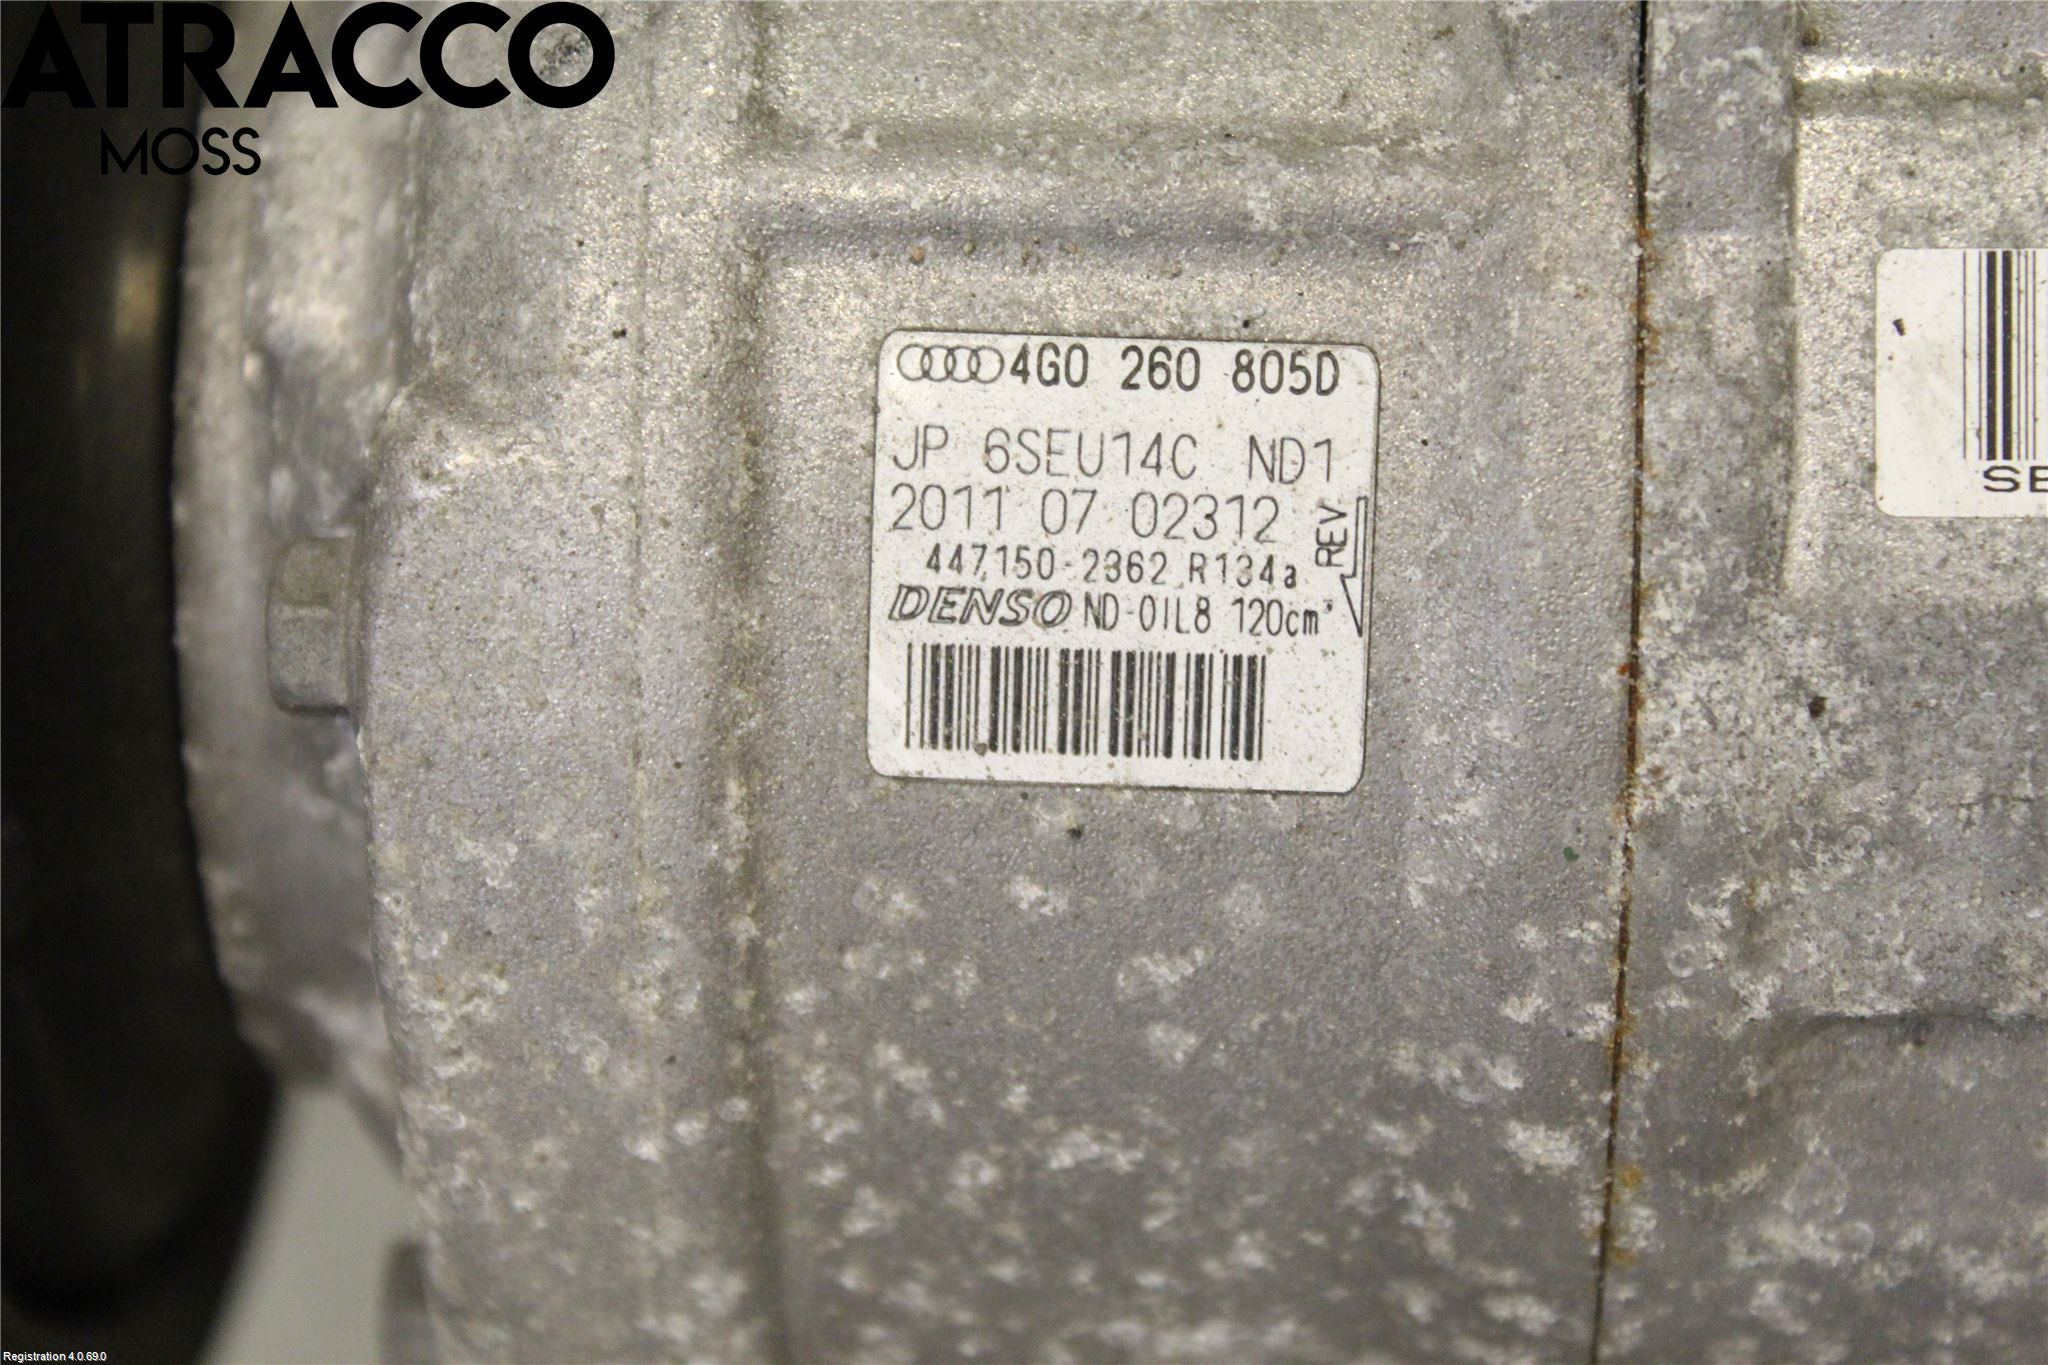 ATRACCO
MOSS
4G0 260 805D
JP 6SEU14C ND1
2011 07 02312
REV
447150-2362 R134a
DENSO ND-OIL8 120cm³
SE
Registration 4.0.69.0